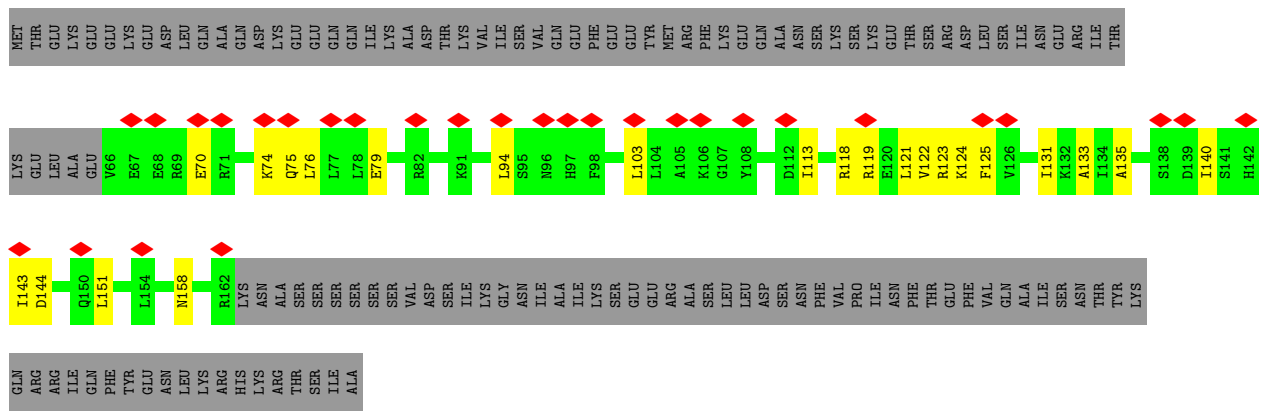 MET THR GLU LYS GLU GLU LYS GLU ASP LEU GLN ALA GLN ASP LYS GLU GLU GLN GLN ILE LYS ALA ASP THR LYS VAL ILE SER VAL GLN GLU PHE GLU GLU TYR MET ARG PHE LYS GLU GLN ALA ASN SER LYS SER LYS GLU THR SER ARG ASP LEU SER ILE ASN GLU ARG ILE THR
LYS GLU LEU ALA GLU V66 E67 E68 R69 E70 R71 K74 Q75 L76 L77 L78 E79 R82 K91 L94 S95 N96 H97 F98 L103 L104 A105 K106 G107 Y108 D112 I113 R118 R119 E120 L121 V122 R123 K124 F125 V126 I131 K132 A133 I134 A135 S138 D139 I140 S141 H142
I143 D144 Q150 L151 L154 N158 R162 LYS ASN ALA SER SER SER SER SER SER VAL ASP SER ILE LYS GLY ASN ILE ALA ILE LYS SER GLU GLU ARG ALA SER LEU LEU ASP SER ASN PHE VAL PRO ILE ASN PHE THR GLU PHE VAL GLN ALA ILE SER ASN THR TYR LYS
GLN ARG ARG ILE GLN PHE TYR GLU ASN LEU LYS ARG HIS LYS ARG THR SER ILE ALA